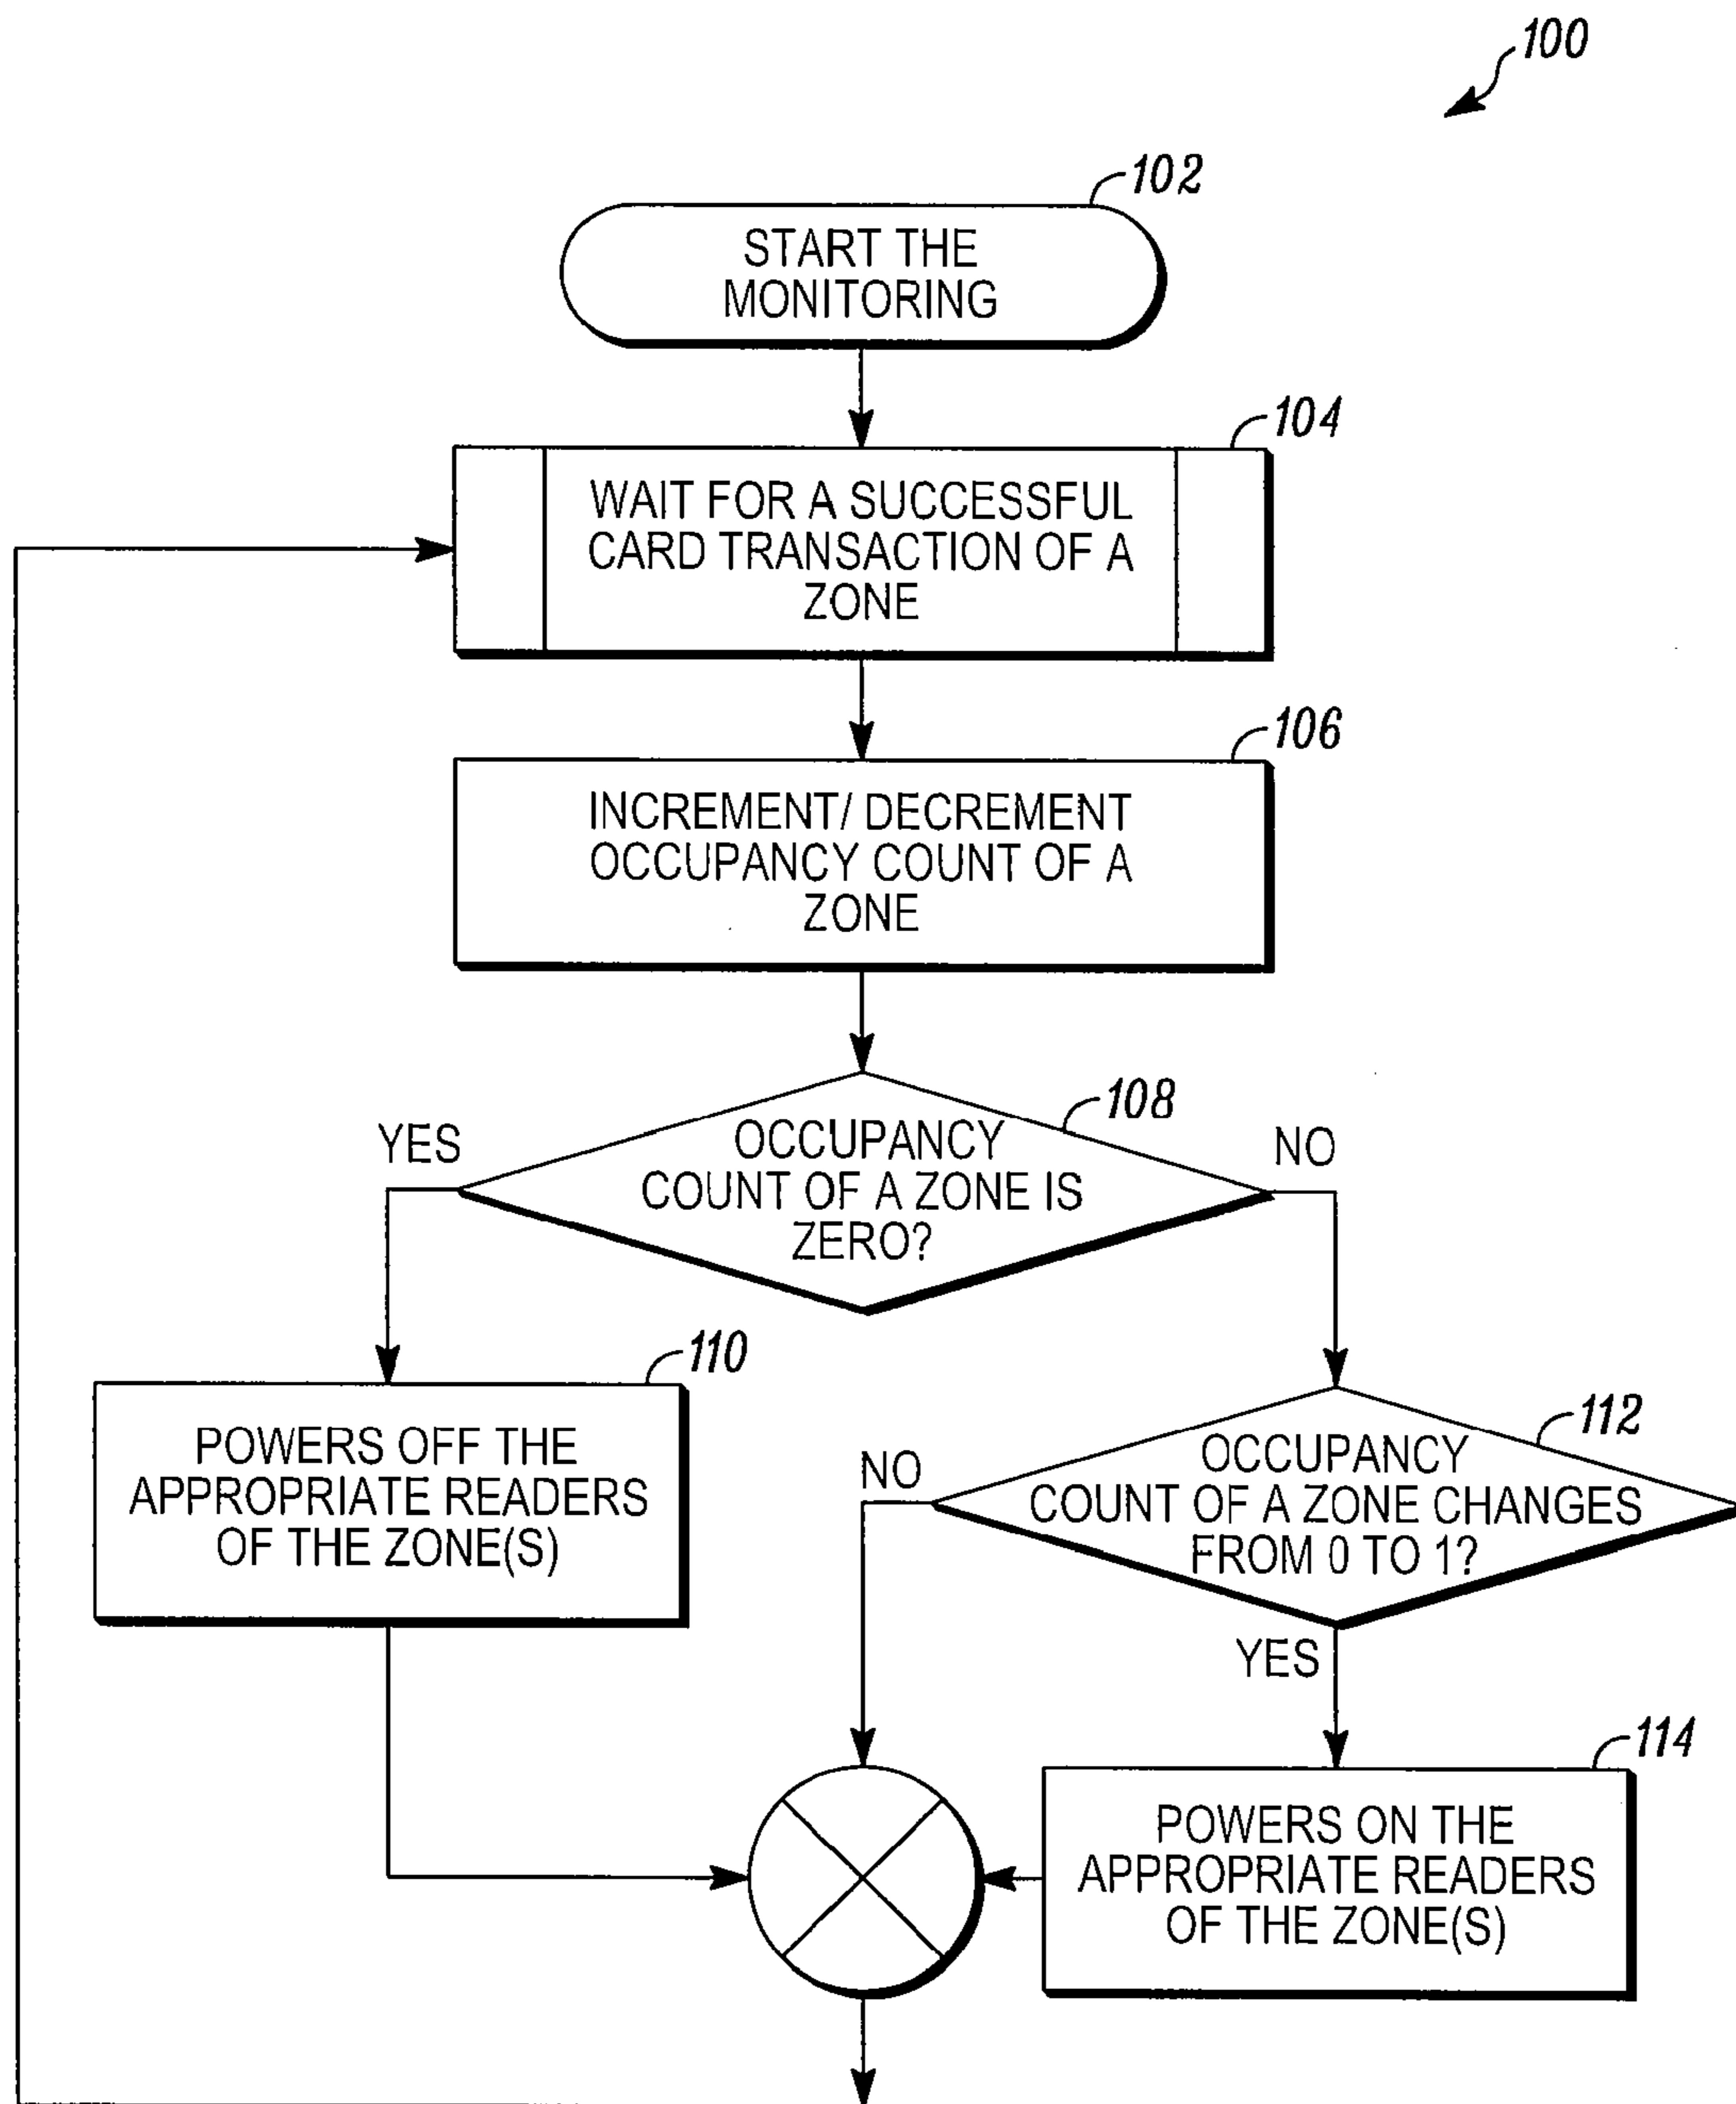 100
102
START THE
MONITORING
104
WAIT FOR A SUCCESSFUL
CARD TRANSACTION OF A
ZONE
106
INCREMENT/ DECREMENT
OCCUPANCY COUNT OF A
ZONE
108
YES
OCCUPANCY
COUNT OF A ZONE IS
ZERO?
NO
110
POWERS OFF THE
APPROPRIATE READERS
OF THE ZONE(S)
112
NO
OCCUPANCY
COUNT OF A ZONE CHANGES
FROM 0 TO 1?
YES
114
POWERS ON THE
APPROPRIATE READERS
OF THE ZONE(S)